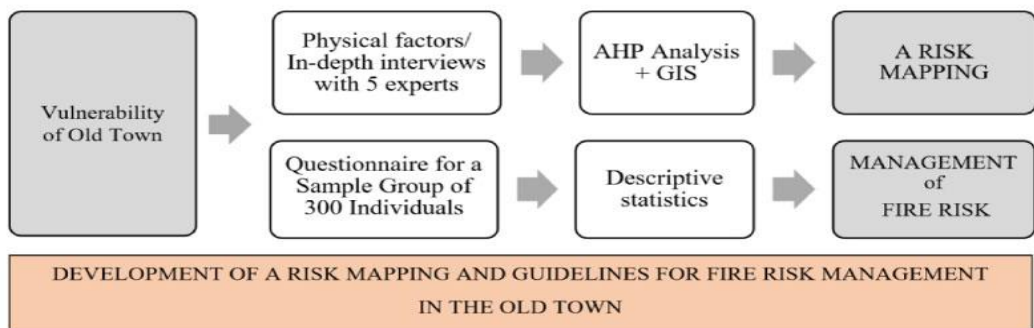 Vulnerability
of Old Town
Physical factors/
In-depth interviews
with 5 experts
AHP Analysis
+ GIS
A RISK
MAPPING
Questionnaire for a
Sample Group of
300 Individuals
Descriptive
statistics
MANAGEMENT
of
FIRE RISK
DEVELOPMENT OF A RISK MAPPING AND GUIDELINES FOR FIRE RISK MANAGEMENT
IN THE OLD TOWN